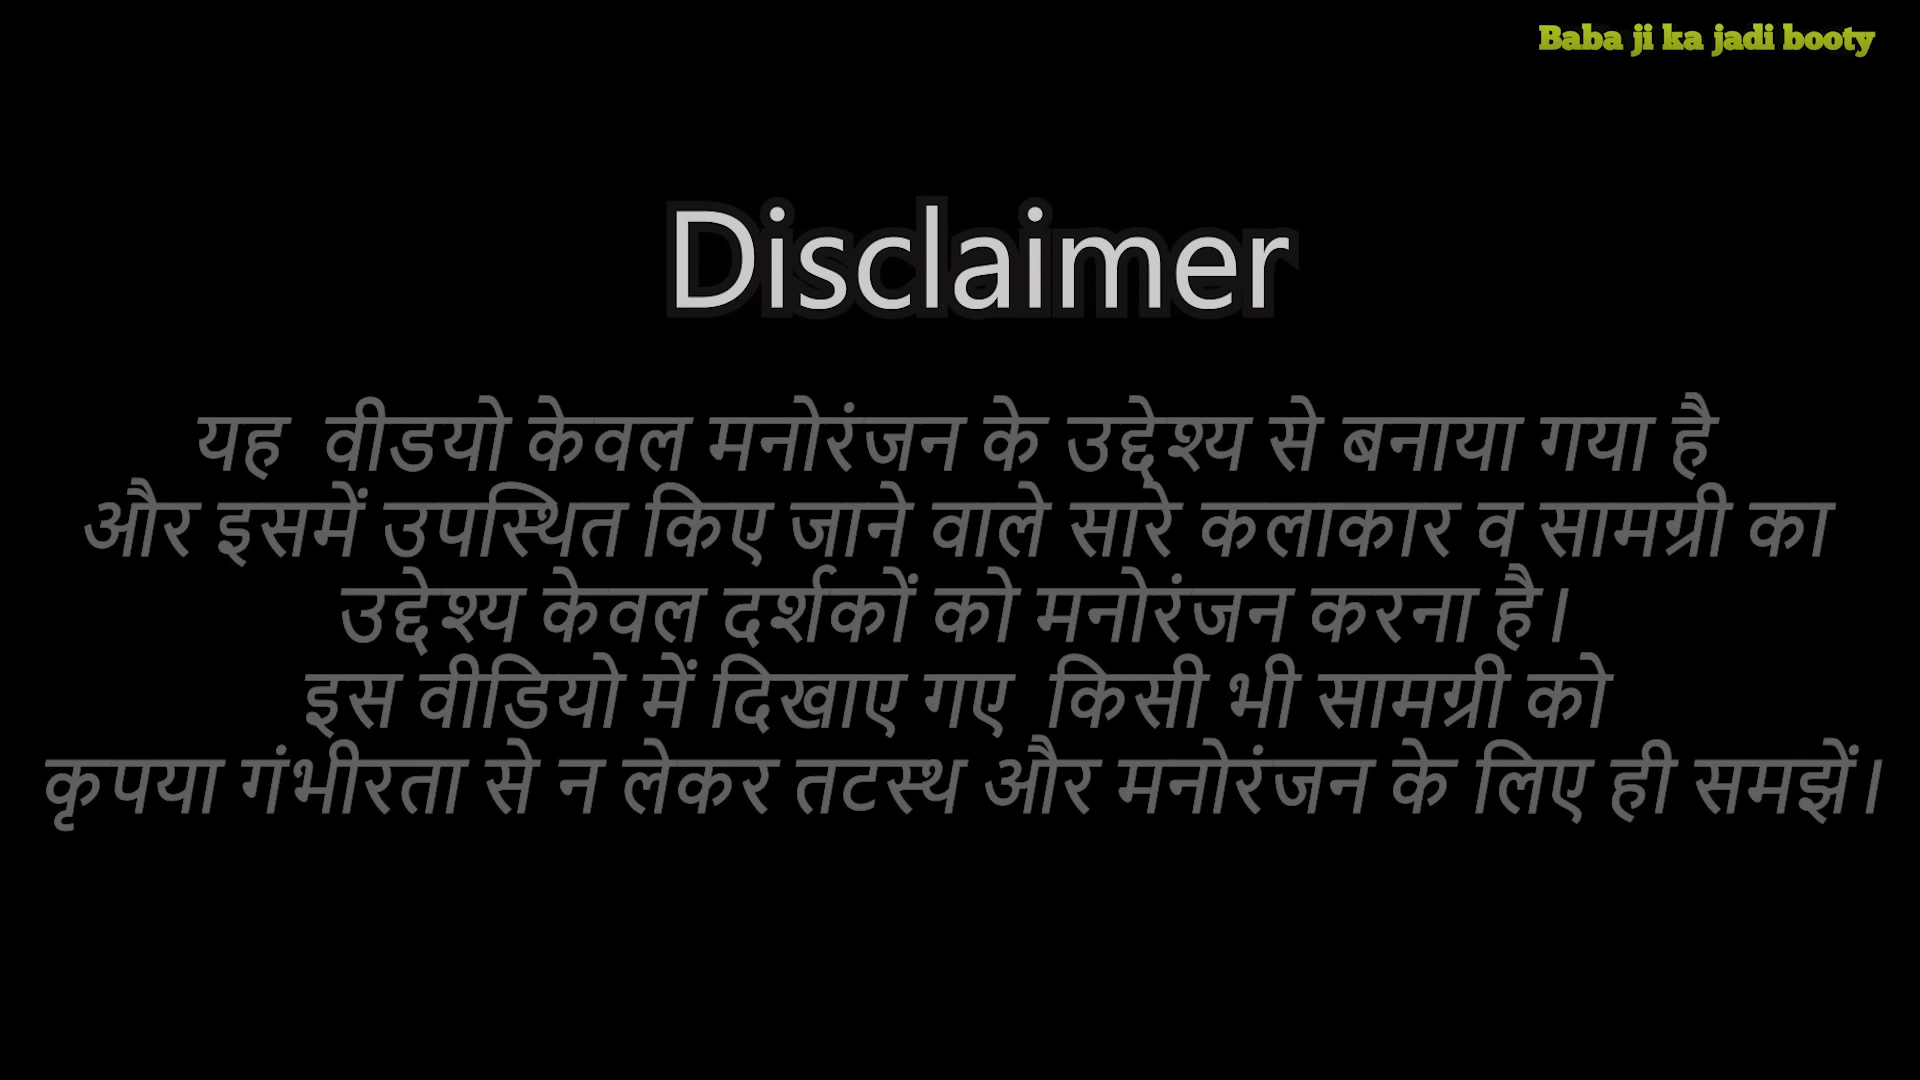 Baba ji ka jadi booty
Disclaimer
यह वीडयो केवल मनोरंजन के उद्देश्य से बनाया गया है
और इसमें उपस्थित किए जाने वाले सारे कलाकार व सामग्री का
उद्देश्य केवल दर्शकों को मनोरंजन करना है।
इस वीडियो में दिखाए गए किसी भी सामग्री को
कृपया गंभीरता से न लेकर तटस्थ और मनोरंजन के लिए ही समझें।